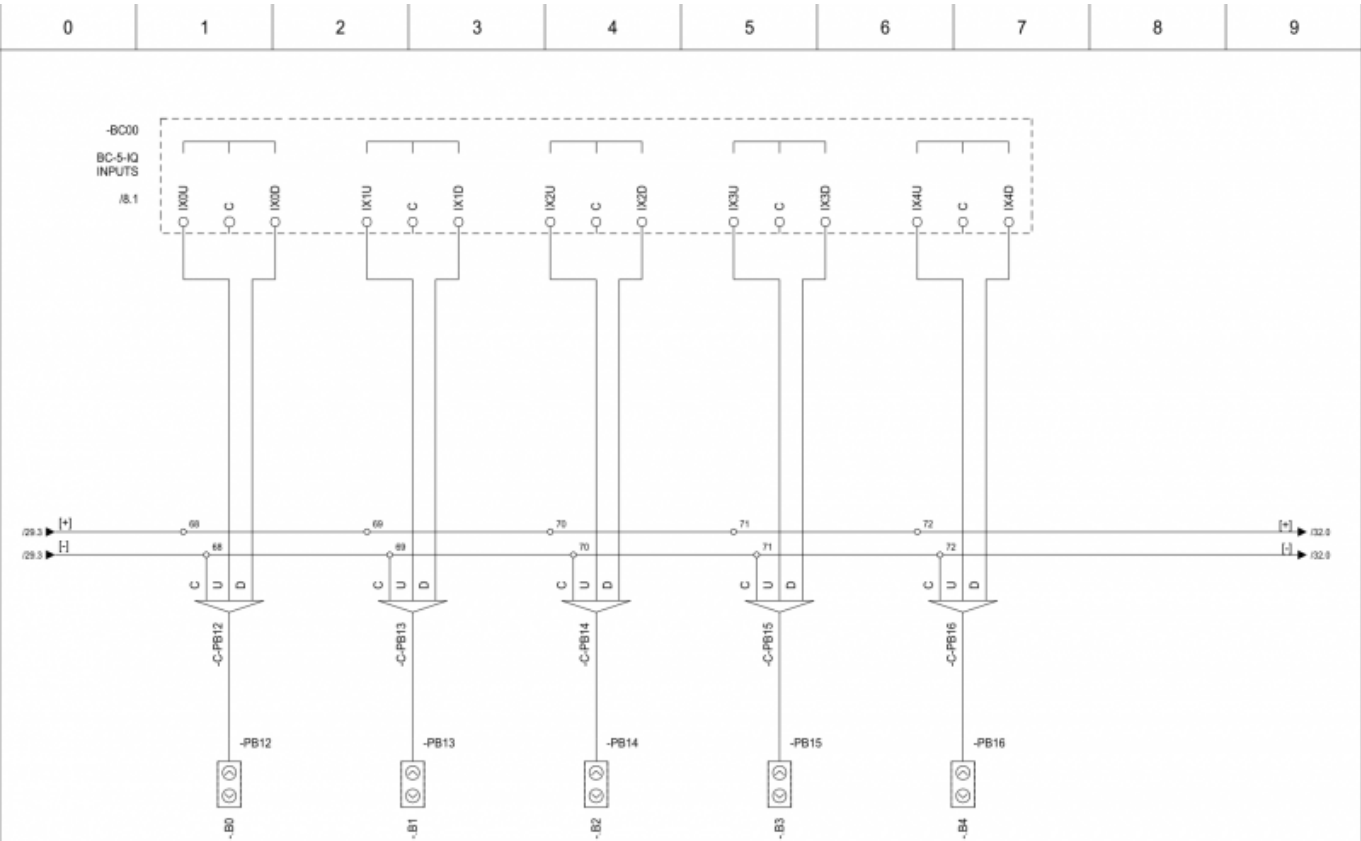 0 1 2 3 4 5 6 7 8 9
-BC00
BC-5-IQ
INPUTS
/8.1
IX0U C IX0D IX1U C IX1D IX2U C IX2D IX3U C IX3D IX4U C IX4D
/29.3 [+] 68 69 70 71 72 [+] /32.0
/29.3 [-] 68 69 70 71 72 [-] /32.0
C U D C U D C U D C U D C U D
-C-PB12 -C-PB13 -C-PB14 -C-PB15 -C-PB16
-PB12 -PB13 -PB14 -PB15 -PB16
-.B0 -.B1 -.B2 -.B3 -.B4